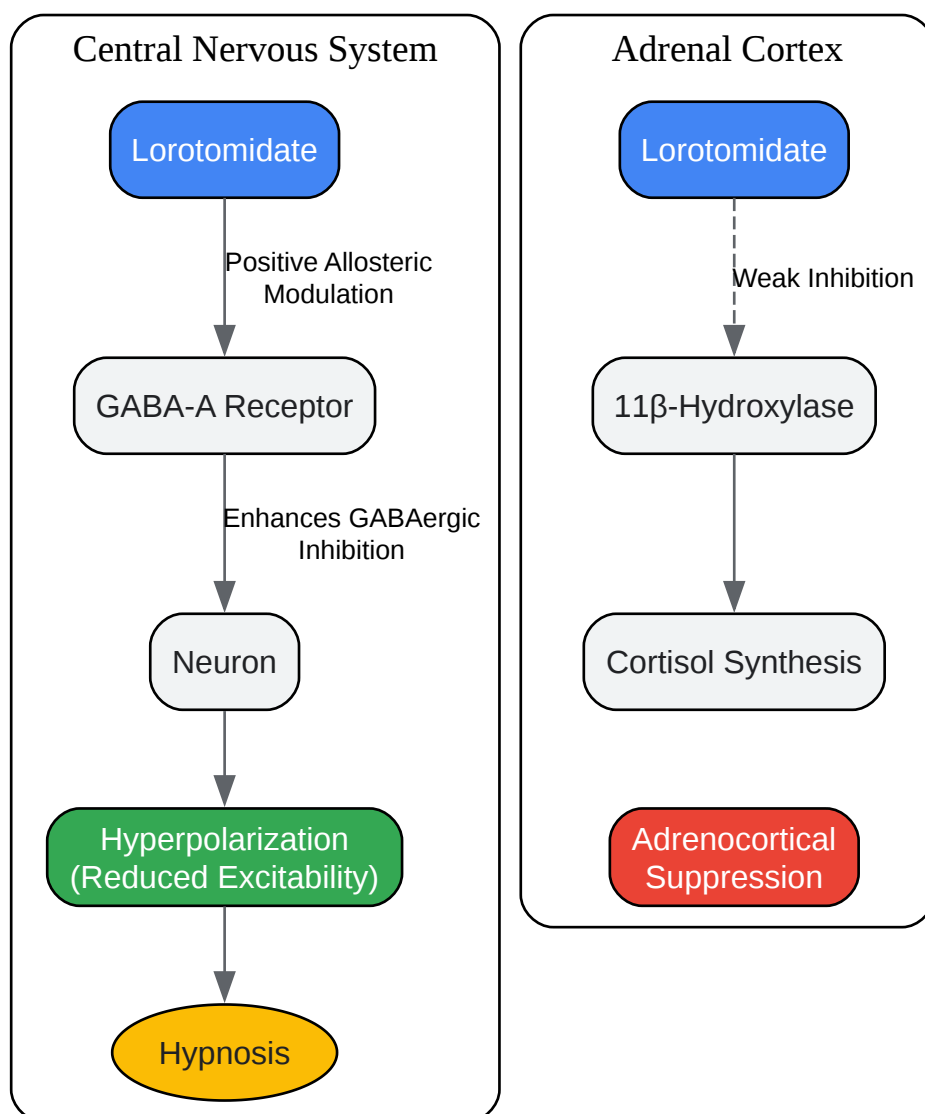 Central Nervous System
Lorotomidate
Positive Allosteric
Modulation
GABA-A Receptor
Enhances GABAergic
Inhibition
Neuron
Hyperpolarization
(Reduced Excitability)
Hypnosis
Adrenal Cortex
Lorotomidate
Weak Inhibition
11β-Hydroxylase
Cortisol Synthesis
Adrenocortical
Suppression